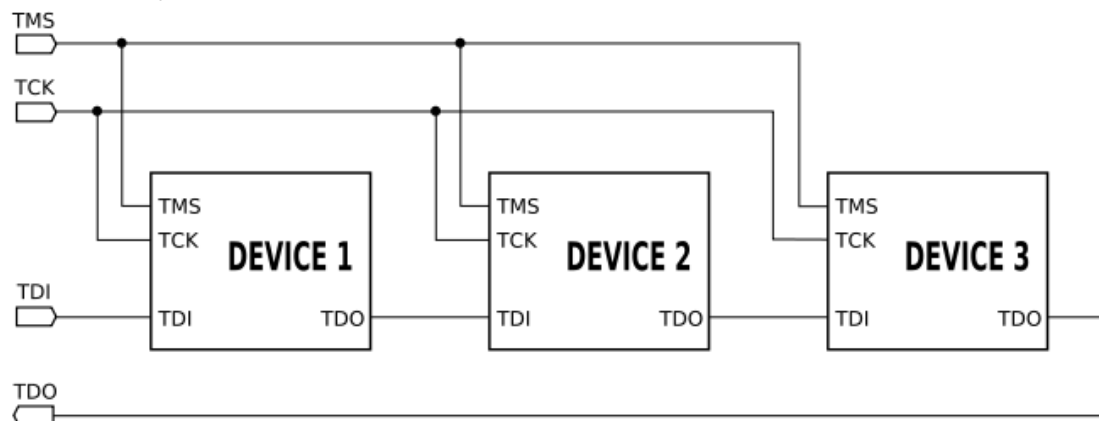 TMS
TCK
TMS
TCK
DEVICE 1
TDI
TDO
TMS
TCK
DEVICE 2
TDI
TDO
TMS
TCK
DEVICE 3
TDI
TDO
TDI
TDO